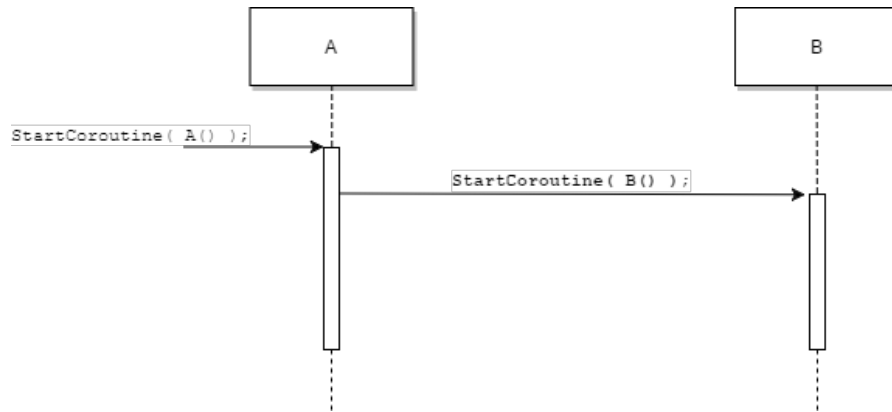 A
B
StartCoroutine( A() );
StartCoroutine( B() );